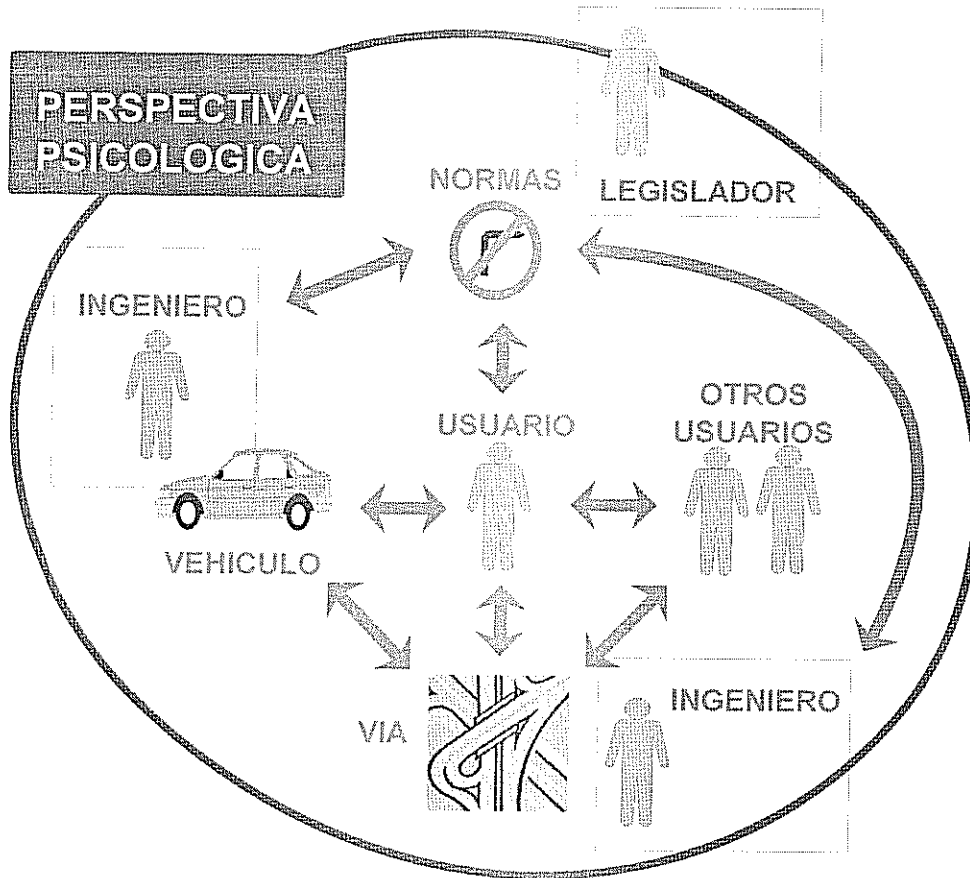 PERSPECTIVA
PSICOLOGICA
NORMAS
LEGISLADOR
INGENIERO
USUARIO
OTROS
USUARIOS
VEHICULO
VIA
INGENIERO